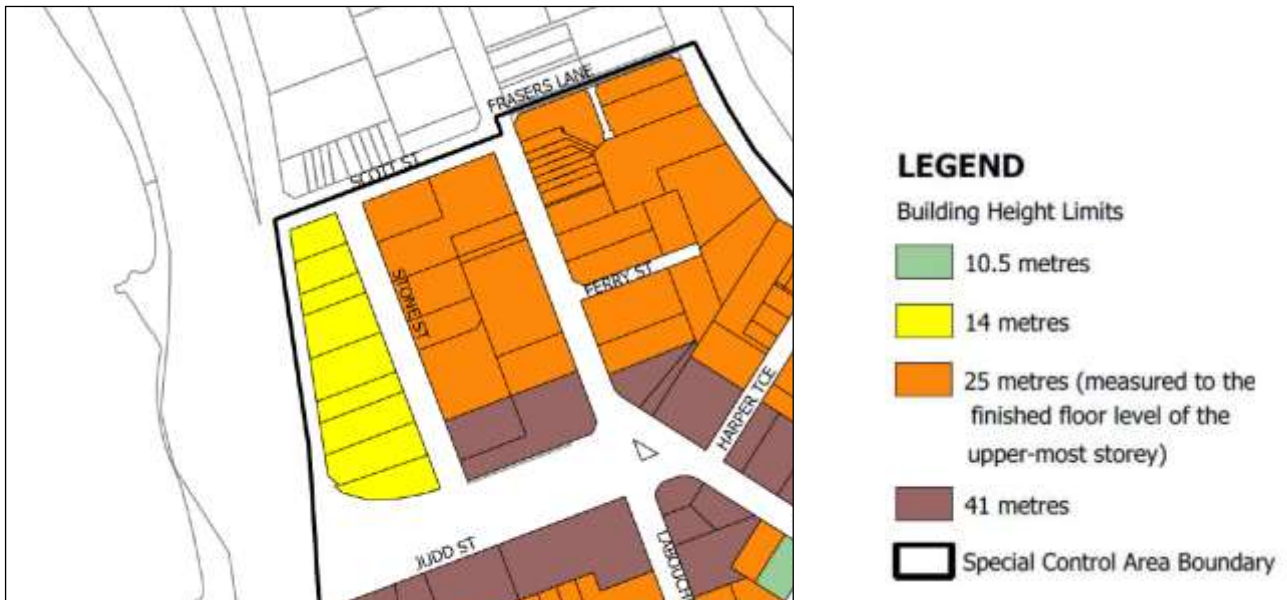 FRASERS LANE
SCOTT ST
STONE ST
FERRY ST
HARPER TCE
JUDD ST
LABOUCH
LEGEND
Building Height Limits
10.5 metres
14 metres
25 metres (measured to the
finished floor level of the
upper-most storey)
41 metres
Special Control Area Boundary